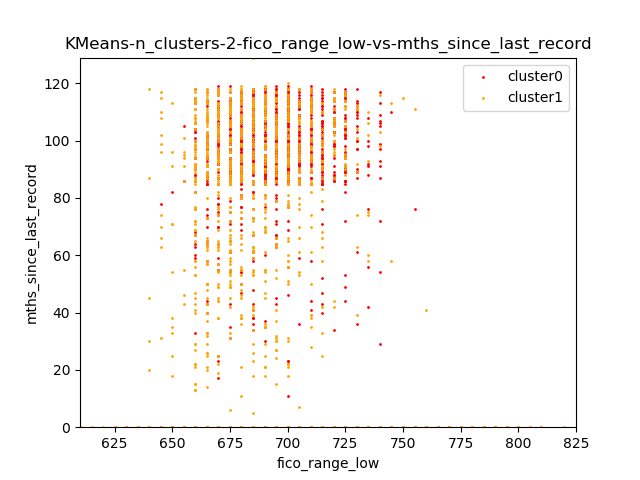 KMeans-n_clusters-2-fico_range_low-vs-mths_since_last_record
cluster0
cluster1
120
100
80
60
40
20
0
mths_since_last_record
625 650 675 700 725 750 775 800 825
fico_range_low